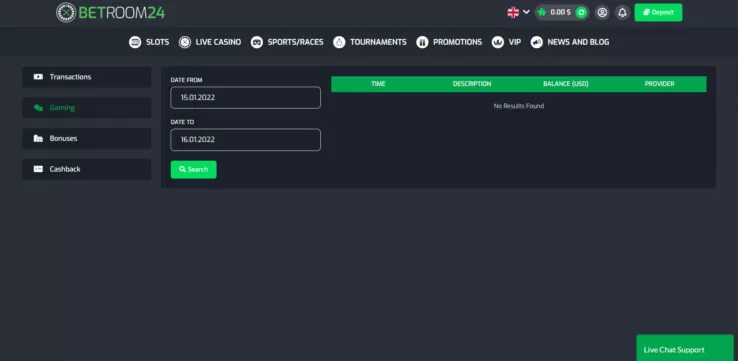 BETROOM24
0.00 $
Deposit
SLOTS
LIVE CASINO
SPORTS/RACES
TOURNAMENTS
PROMOTIONS
VIP
NEWS AND BLOG
Transactions
Gaming
Bonuses
Cashback
DATE FROM
15.01.2022
DATE TO
16.01.2022
Search
TIME DESCRIPTION BALANCE (USD) PROVIDER
No Results Found
Live Chat Support